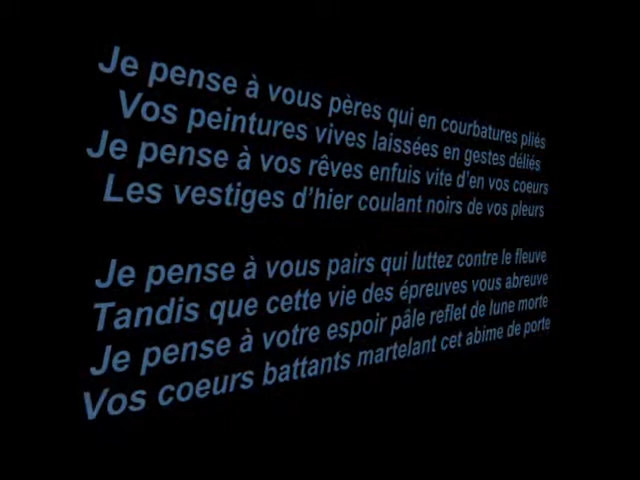 Je pense à vous pères qui en courbatures pliés
Vos peintures vives laissées en gestes déliés
Je pense à vos rêves enfuis vite d'en vos coeurs
Les vestiges d'hier coulant noirs de vos pleurs
Je pense à vous pairs qui luttez contre le fleuve
Tandis que cette vie des épreuves vous abreuve
Je pense à votre espoir pâle reflet de lune morte
Vos coeurs battants martelant cet abime de porte